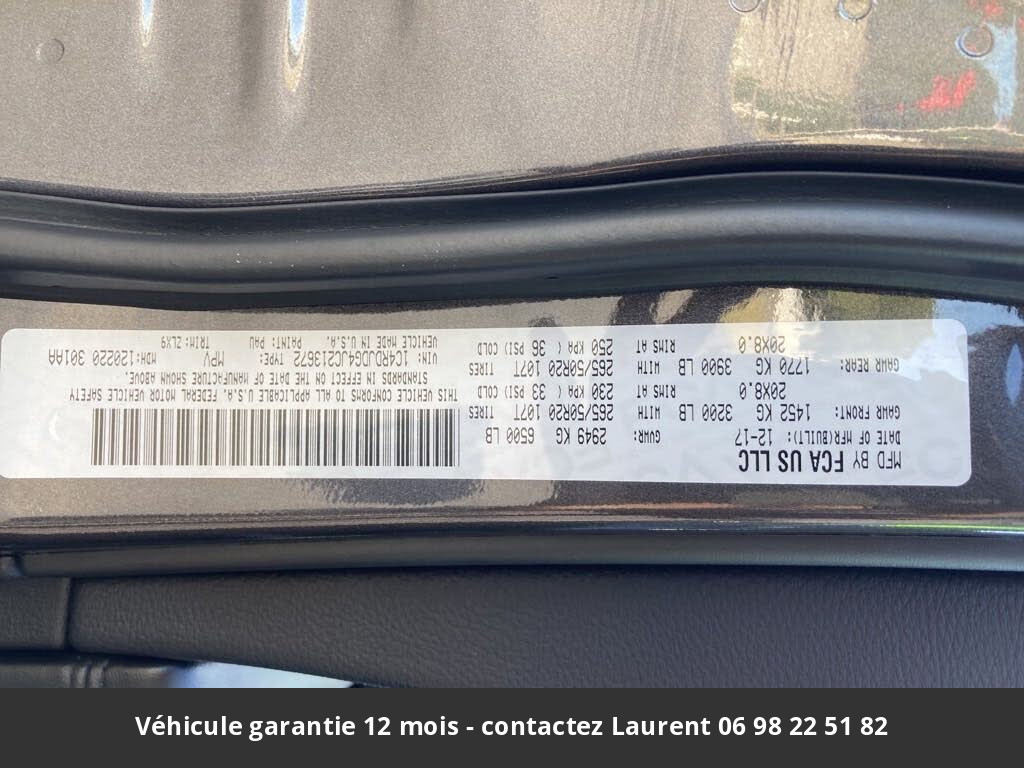 MFD BY FCA US LLC
DATE OF MFR(BUILT): 12-17 GVWR: 2949 KG 6500 LB
GAWR FRONT: 1452 KG 3200 LB WITH TIRES 265/50R20 107T
20X8.0 RIMS AT 230 KPA ( 33 PSI) COLD
GAWR REAR: 1770 KG 3900 LB WITH TIRES 265/50R20 107T
20X8.0 RIMS AT 250 KPA ( 36 PSI) COLD
THIS VEHICLE CONFORMS TO ALL APPLICABLE U.S.A. FEDERAL MOTOR VEHICLE SAFETY
STANDARDS IN EFFECT ON THE DATE OF MANUFACTURE SHOWN ABOVE.
VIN: 1C4RDJDG4JC213672 TYPE: MPV MDH:120220 301AA
VEHICLE MADE IN U.S.A. PAINT: PAU TRIM: ZLX9
Véhicule garantie 12 mois - contactez Laurent 06 98 22 51 82